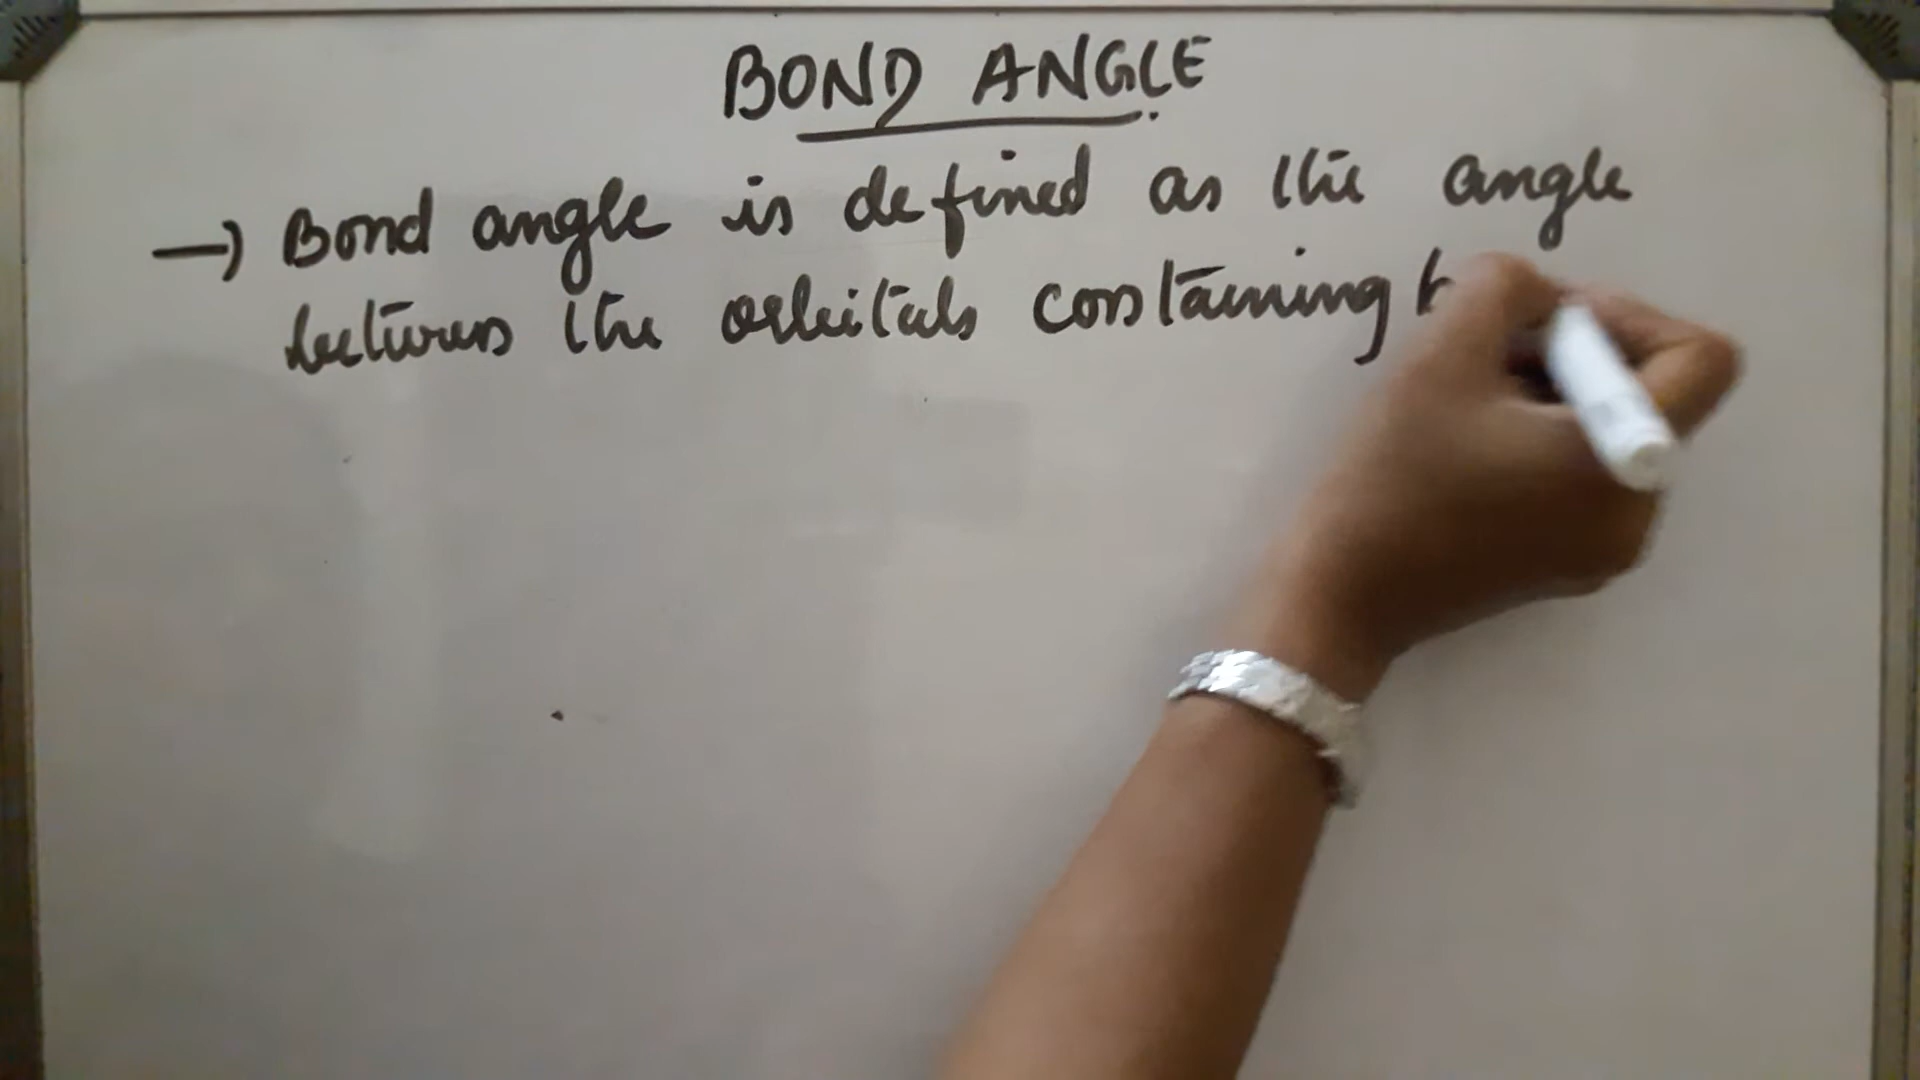 BOND ANGLE
→ Bond angle is defined as the angle
between the orbitals containing